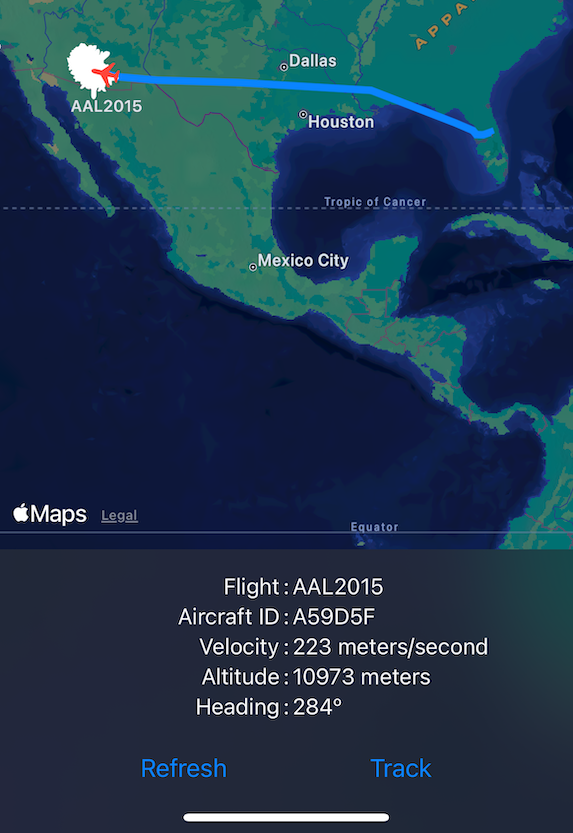 APPA
Dallas
AAL2015
Houston
Tropic of Cancer
Mexico City
Maps Legal
Equator
Flight: AAL2015
Aircraft ID: A59D5F
Velocity: 223 meters/second
Altitude: 10973 meters
Heading: 284º
Refresh Track